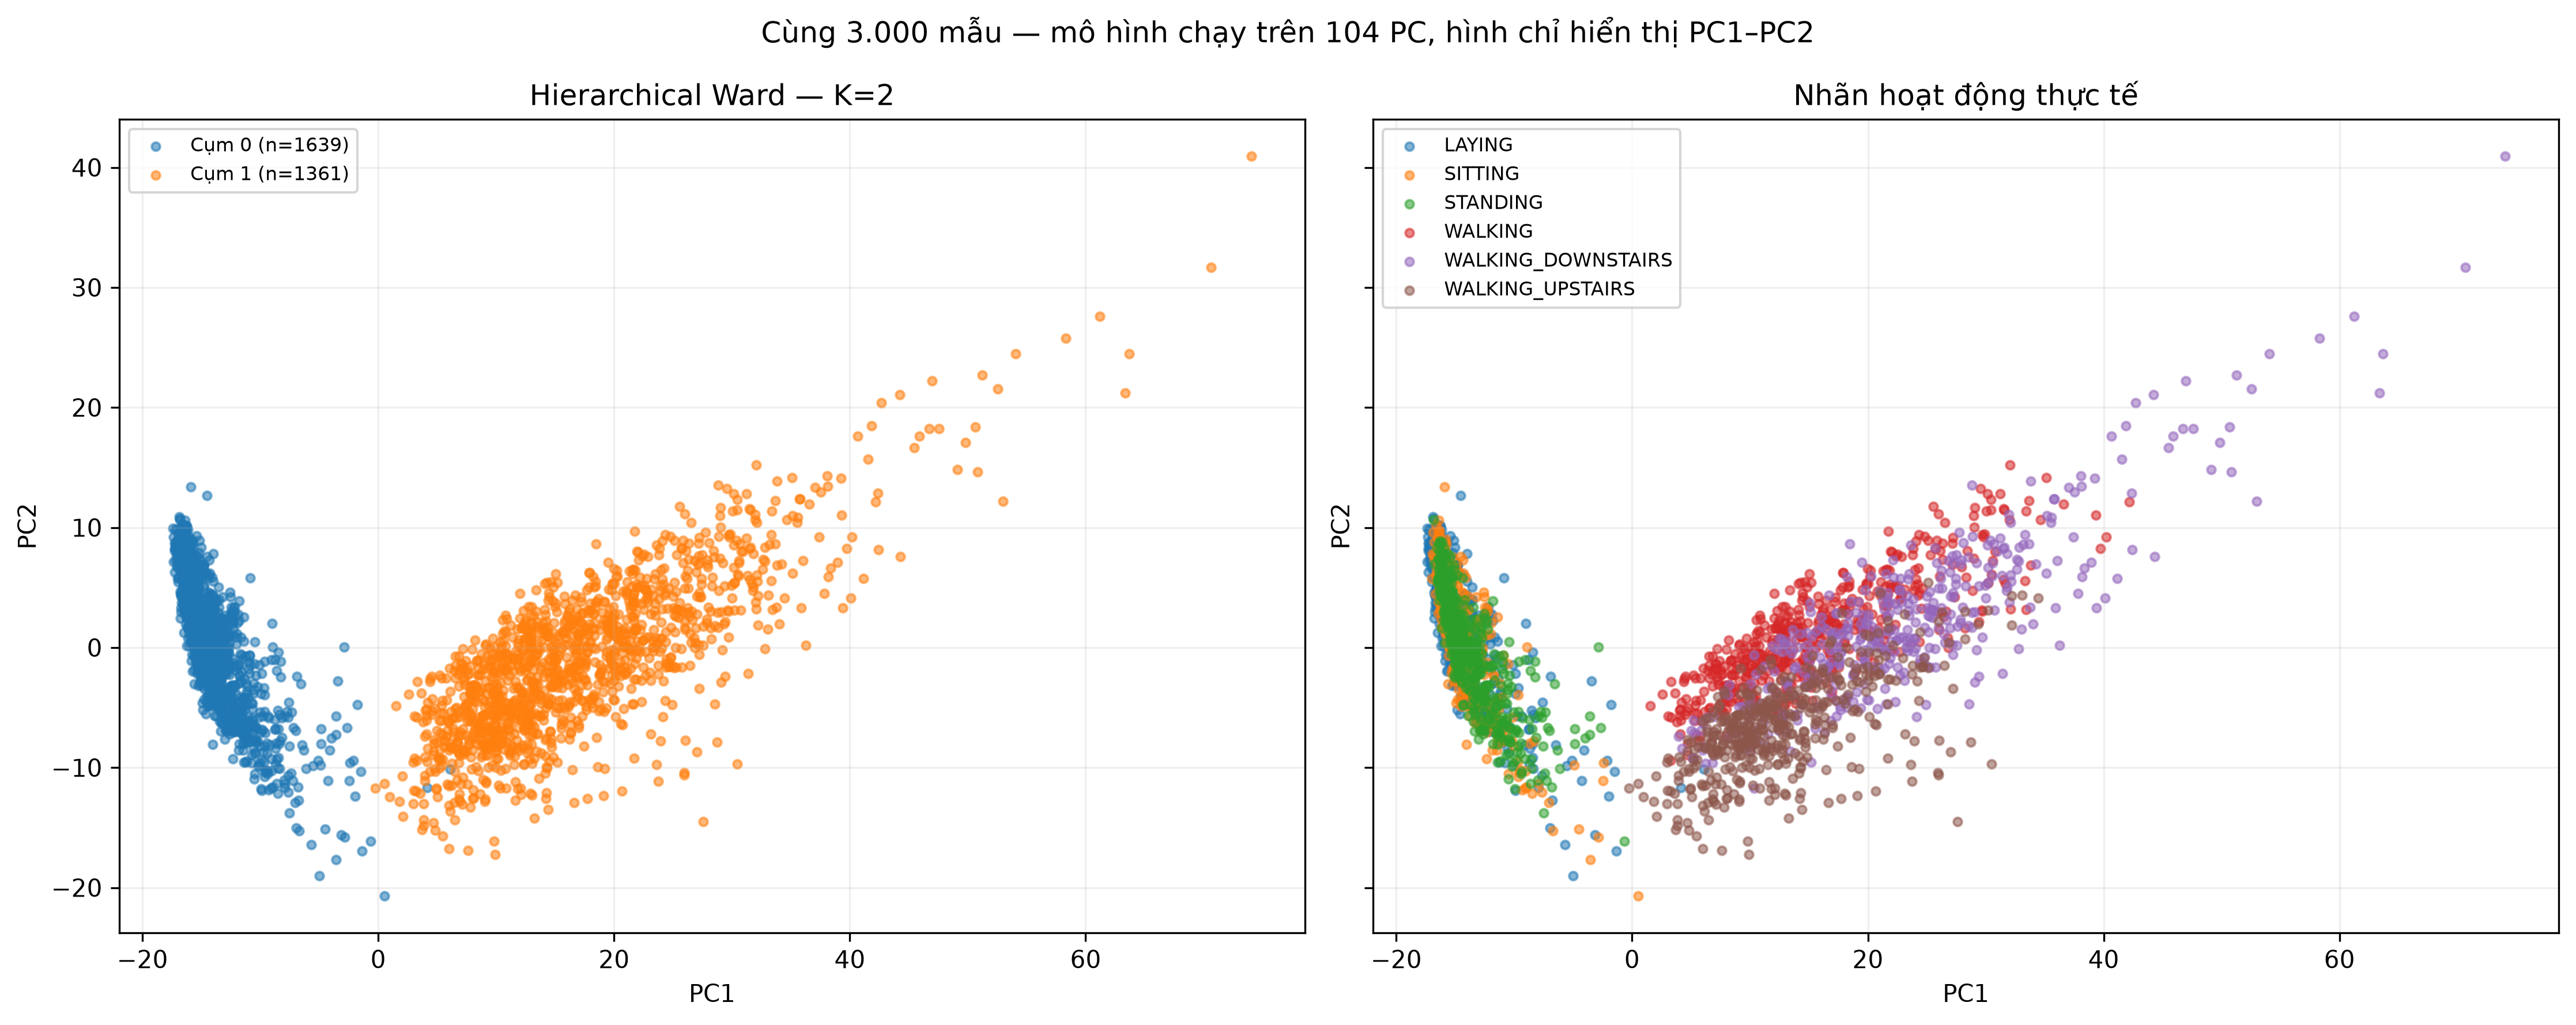 Cùng 3.000 mẫu — mô hình chạy trên 104 PC, hình chỉ hiển thị PC1–PC2
Hierarchical Ward — K=2
Cụm 0 (n=1639)
Cụm 1 (n=1361)
40
30
20
10
0
−10
−20
PC2
−20 0 20 40 60
PC1
Nhãn hoạt động thực tế
LAYING
SITTING
STANDING
WALKING
WALKING_DOWNSTAIRS
WALKING_UPSTAIRS
PC2
−20 0 20 40 60
PC1